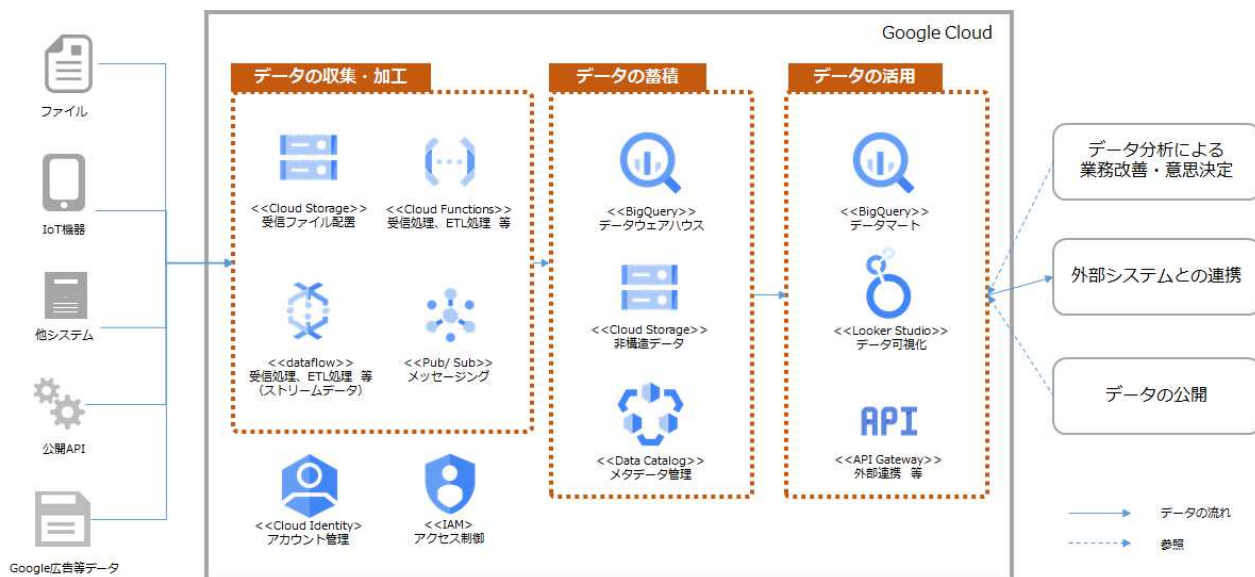 Google Cloud
ファイル
IoT機器
他システム
公開API
Google広告等データ
データの収集・加工
<<Cloud Storage>>
受信ファイル配置
<<Cloud Functions>>
受信処理、ETL処理 等
<<dataflow>>
受信処理、ETL処理 等
（ストリームデータ）
<<Pub/ Sub>>
メッセージング
<<Cloud Identity>
アカウント管理
<<IAM>
アクセス制御
データの蓄積
<<BigQuery>>
データウェアハウス
<<Cloud Storage>>
非構造データ
<<Data Catalog>>
メタデータ管理
データの活用
<<BigQuery>>
データマート
<<Looker Studio>>
データ可視化
API
<<API Gateway>>
外部連携 等
データ分析による
業務改善・意思決定
外部システムとの連携
データの公開
データの流れ
参照